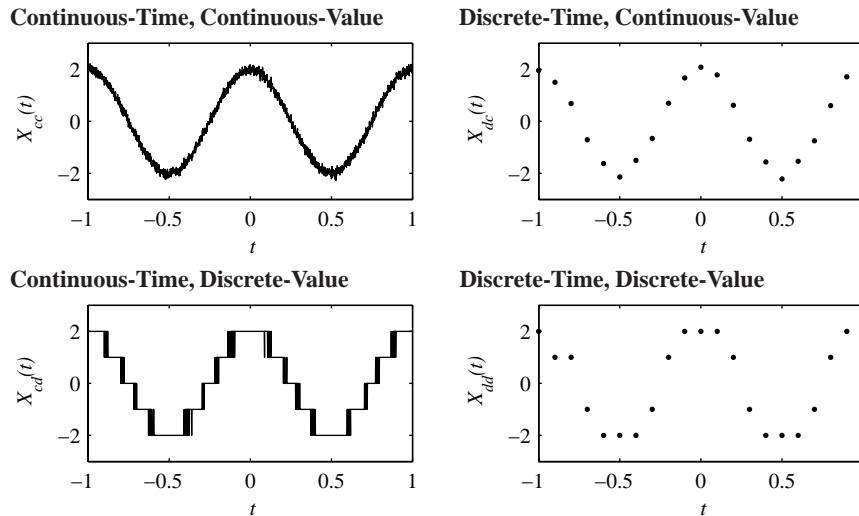 Continuous-Time, Continuous-Value
2
0
−2
X_cc(t)
−1 −0.5 0 0.5 1
t
Discrete-Time, Continuous-Value
2
0
−2
X_dc(t)
−1 −0.5 0 0.5
t
Continuous-Time, Discrete-Value
2
0
−2
X_cd(t)
−1 −0.5 0 0.5 1
t
Discrete-Time, Discrete-Value
2
0
−2
X_dd(t)
−1 −0.5 0 0.5
t